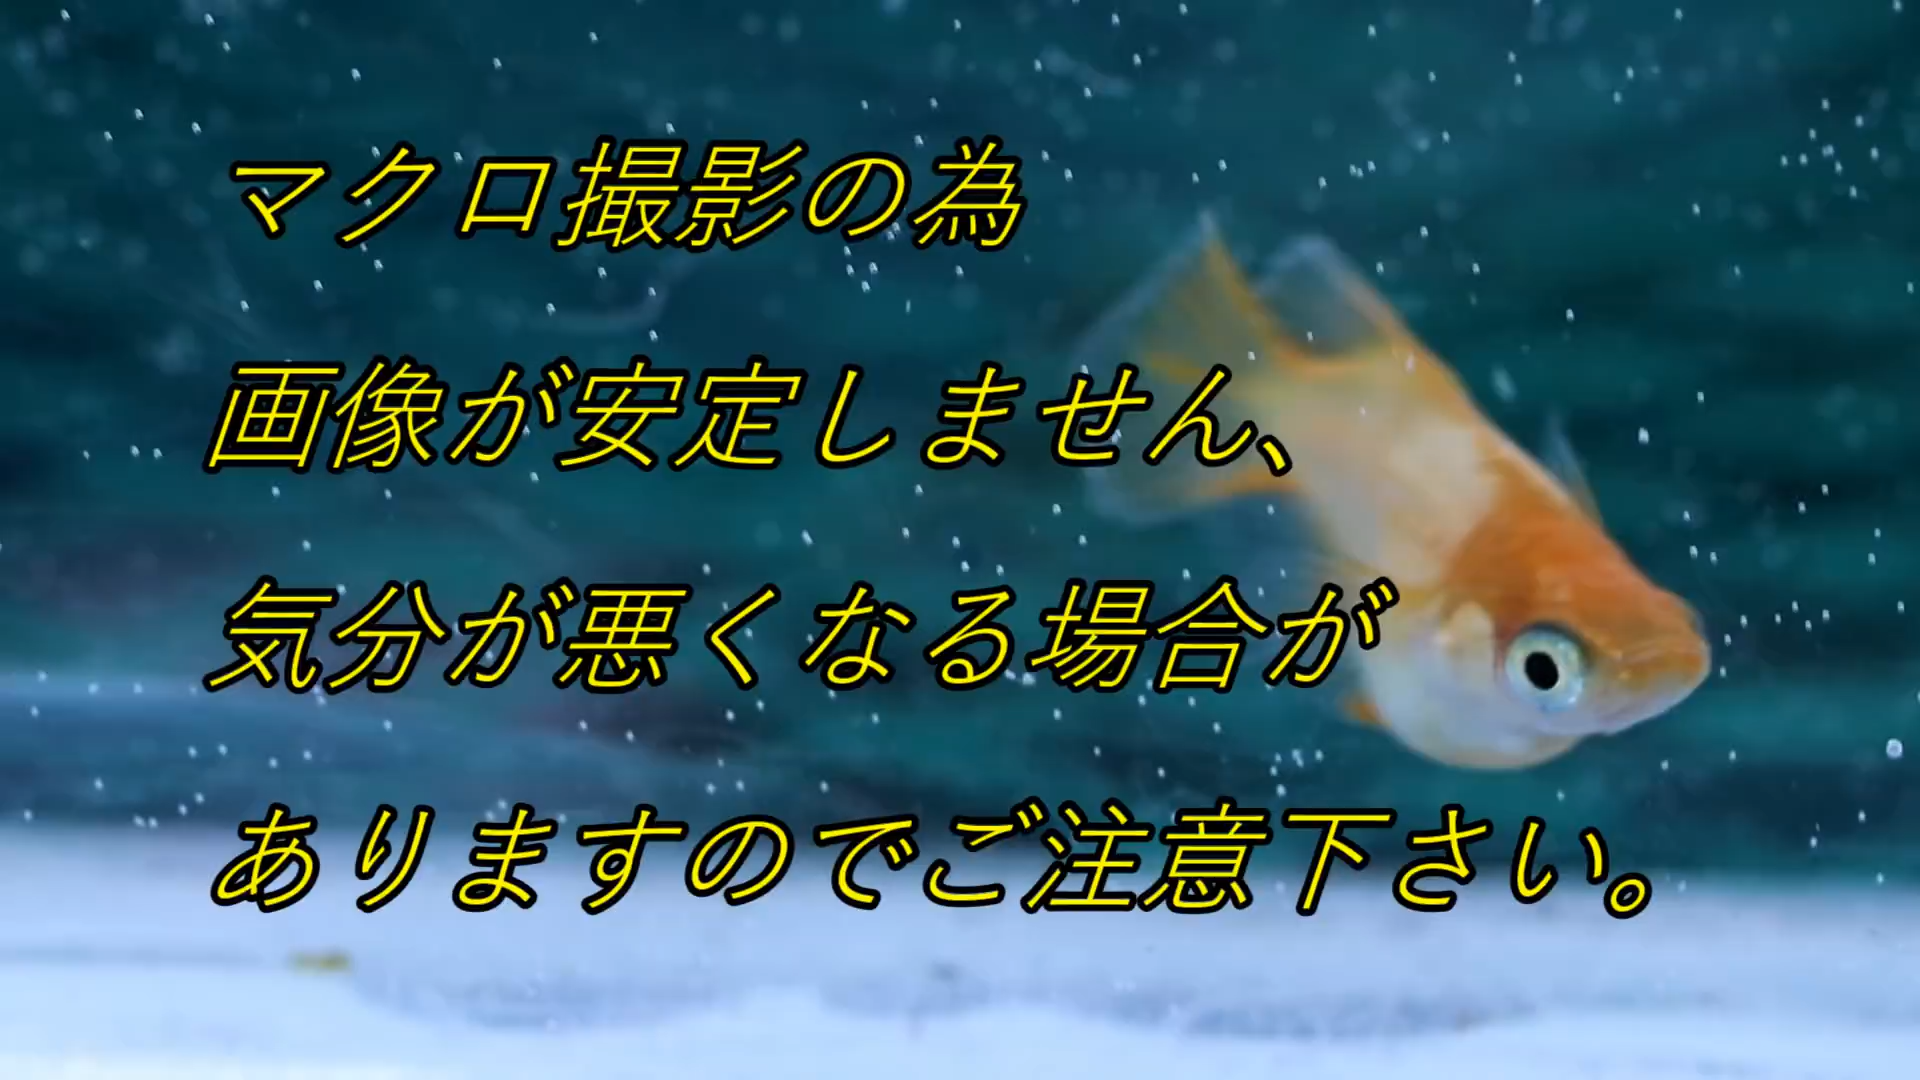 マクロ撮影の為
画像が安定しません、
気分が悪くなる場合が
ありますのでご注意下さい。